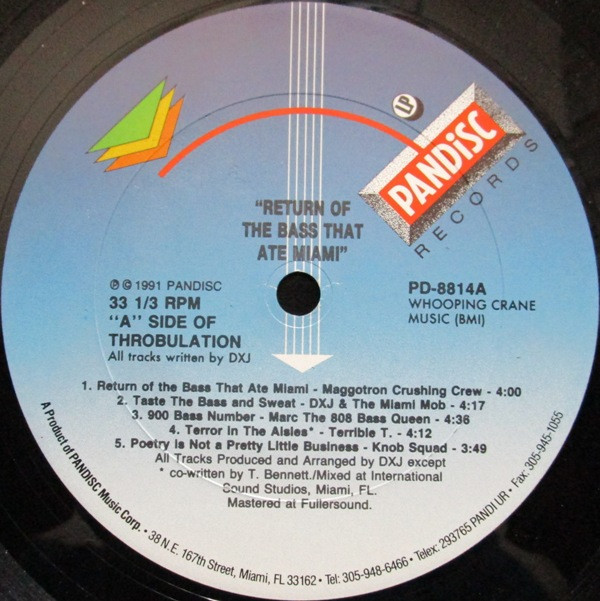 LP
PANDISC
RECORDS
"RETURN OF
THE BASS THAT
ATE MIAMI"
℗ © 1991 PANDISC
33 1/3 RPM
"A" SIDE OF
THROBULATION
All tracks written by DXJ
PD-8814A
WHOOPING CRANE
MUSIC (BMI)
1. Return of the Bass That Ate Miami - Maggotron Crushing Crew - 4:00
2. Taste The Bass and Sweat - DXJ & The Miami Mob - 4:17
3. 900 Bass Number - Marc The 808 Bass Queen - 4:36
4. Terror in The Aisles* - Terrible T. - 4:12
5. Poetry is Not a Pretty Little Business - Knob Squad - 3:49
All Tracks Produced and Arranged by DXJ except
* co-written by T. Bennett./Mixed at International
Sound Studios, Miami, FL.
Mastered at Fullersound.
A Product of PANDISC Music Corp. • 38 N.E. 167th Street, Miami, FL 33162 • Tel: 305-948-6466 • Telex: 293765 PANDI UR • Fax: 305-945-1055